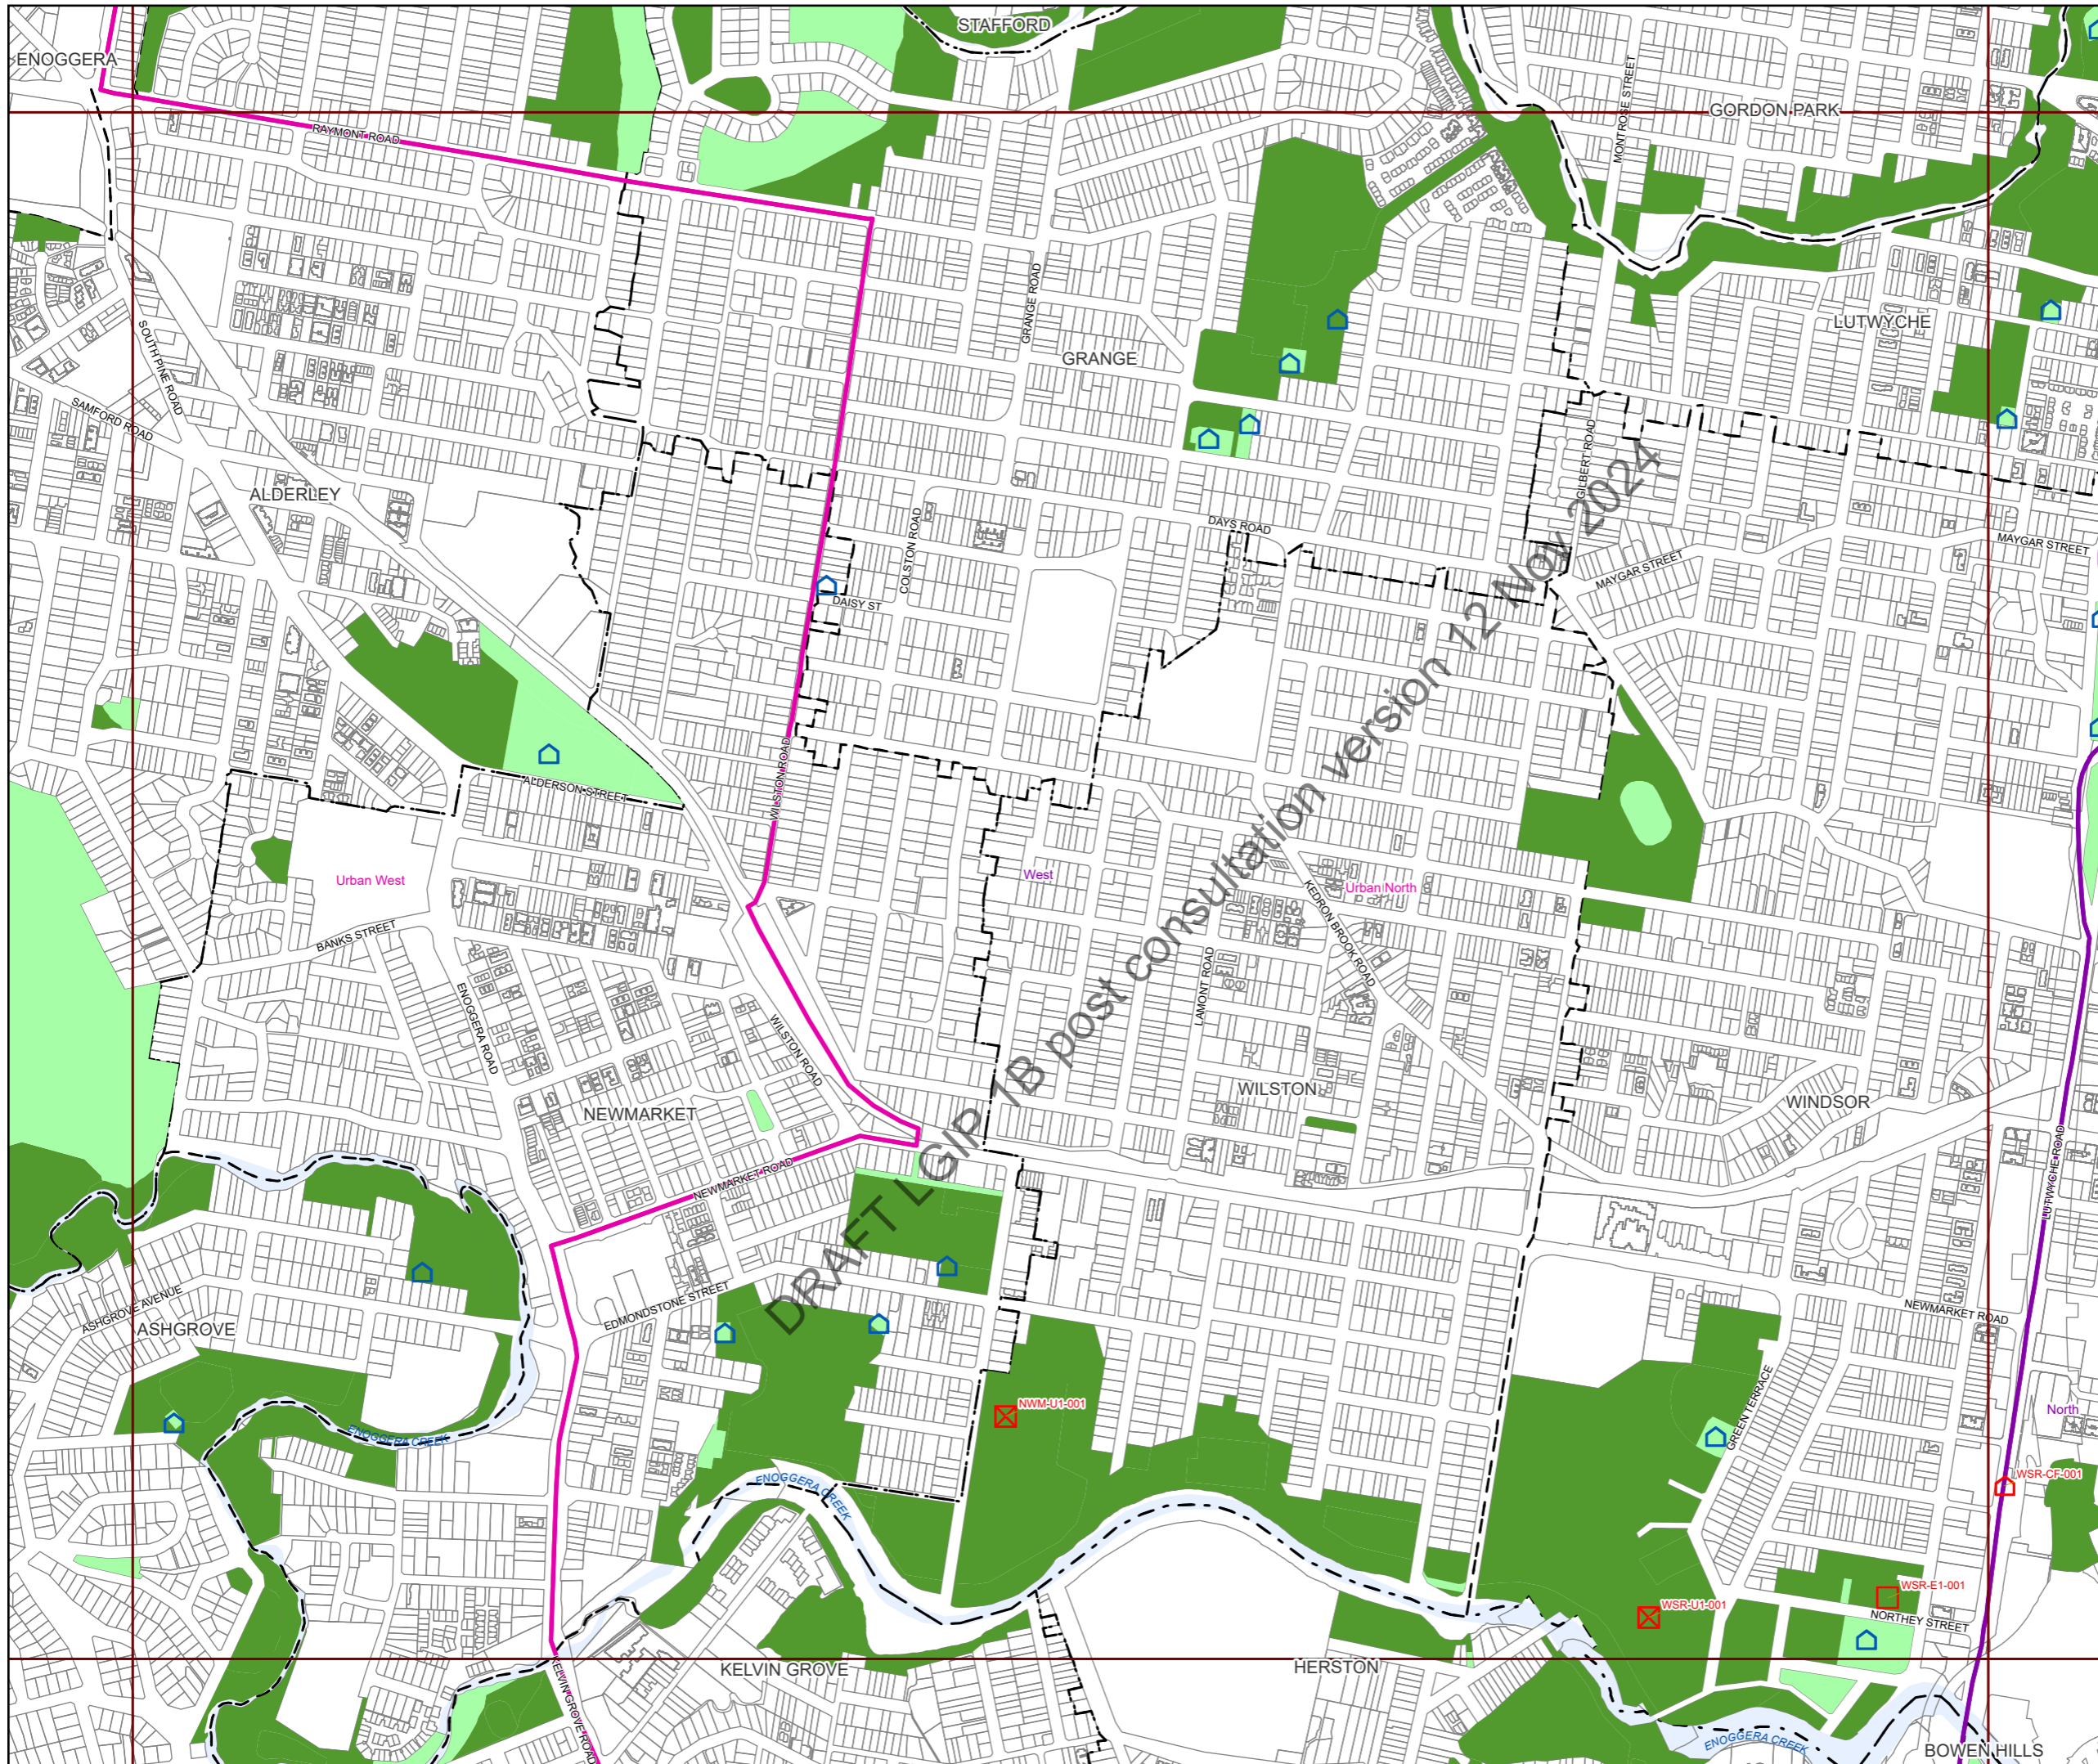 STAFFORD
ENOGGERA
GORDON PARK
MONTROSE STREET
RAYMONT ROAD
GRANGE ROAD
SOUTH PINE ROAD
LUTWYCHE
GRANGE
SAMFORD ROAD
GILBERT ROAD
ALDERLEY
DAYS ROAD
COLSTON ROAD
MAYGAR STREET
MAYGAR STREET
DAISY ST
WILSTON ROAD
ALDERSON STREET
Urban West
West
Urban North
KEDRON BROOK ROAD
BANKS STREET
LAMONT ROAD
ENOGGERA ROAD
WILSTON ROAD
DRAFT LGIP 1B post consultation version 12 Nov 2024
WILSTON
NEWMARKET
WINDSOR
LUTWYCHE ROAD
NEWMARKET ROAD
EDMONDSTONE STREET
ASHGROVE AVENUE
ASHGROVE
NEWMARKET ROAD
GREEN TERRACE
NWM-U1-001
North
ENOGGERA CREEK
ENOGGERA CREEK
WSR-CF-001
WSR-E1-001
WSR-U1-001
NORTHEY STREET
KELVIN GROVE
HERSTON
KELVIN GROVE ROAD
ENOGGERA CREEK
BOWEN HILLS